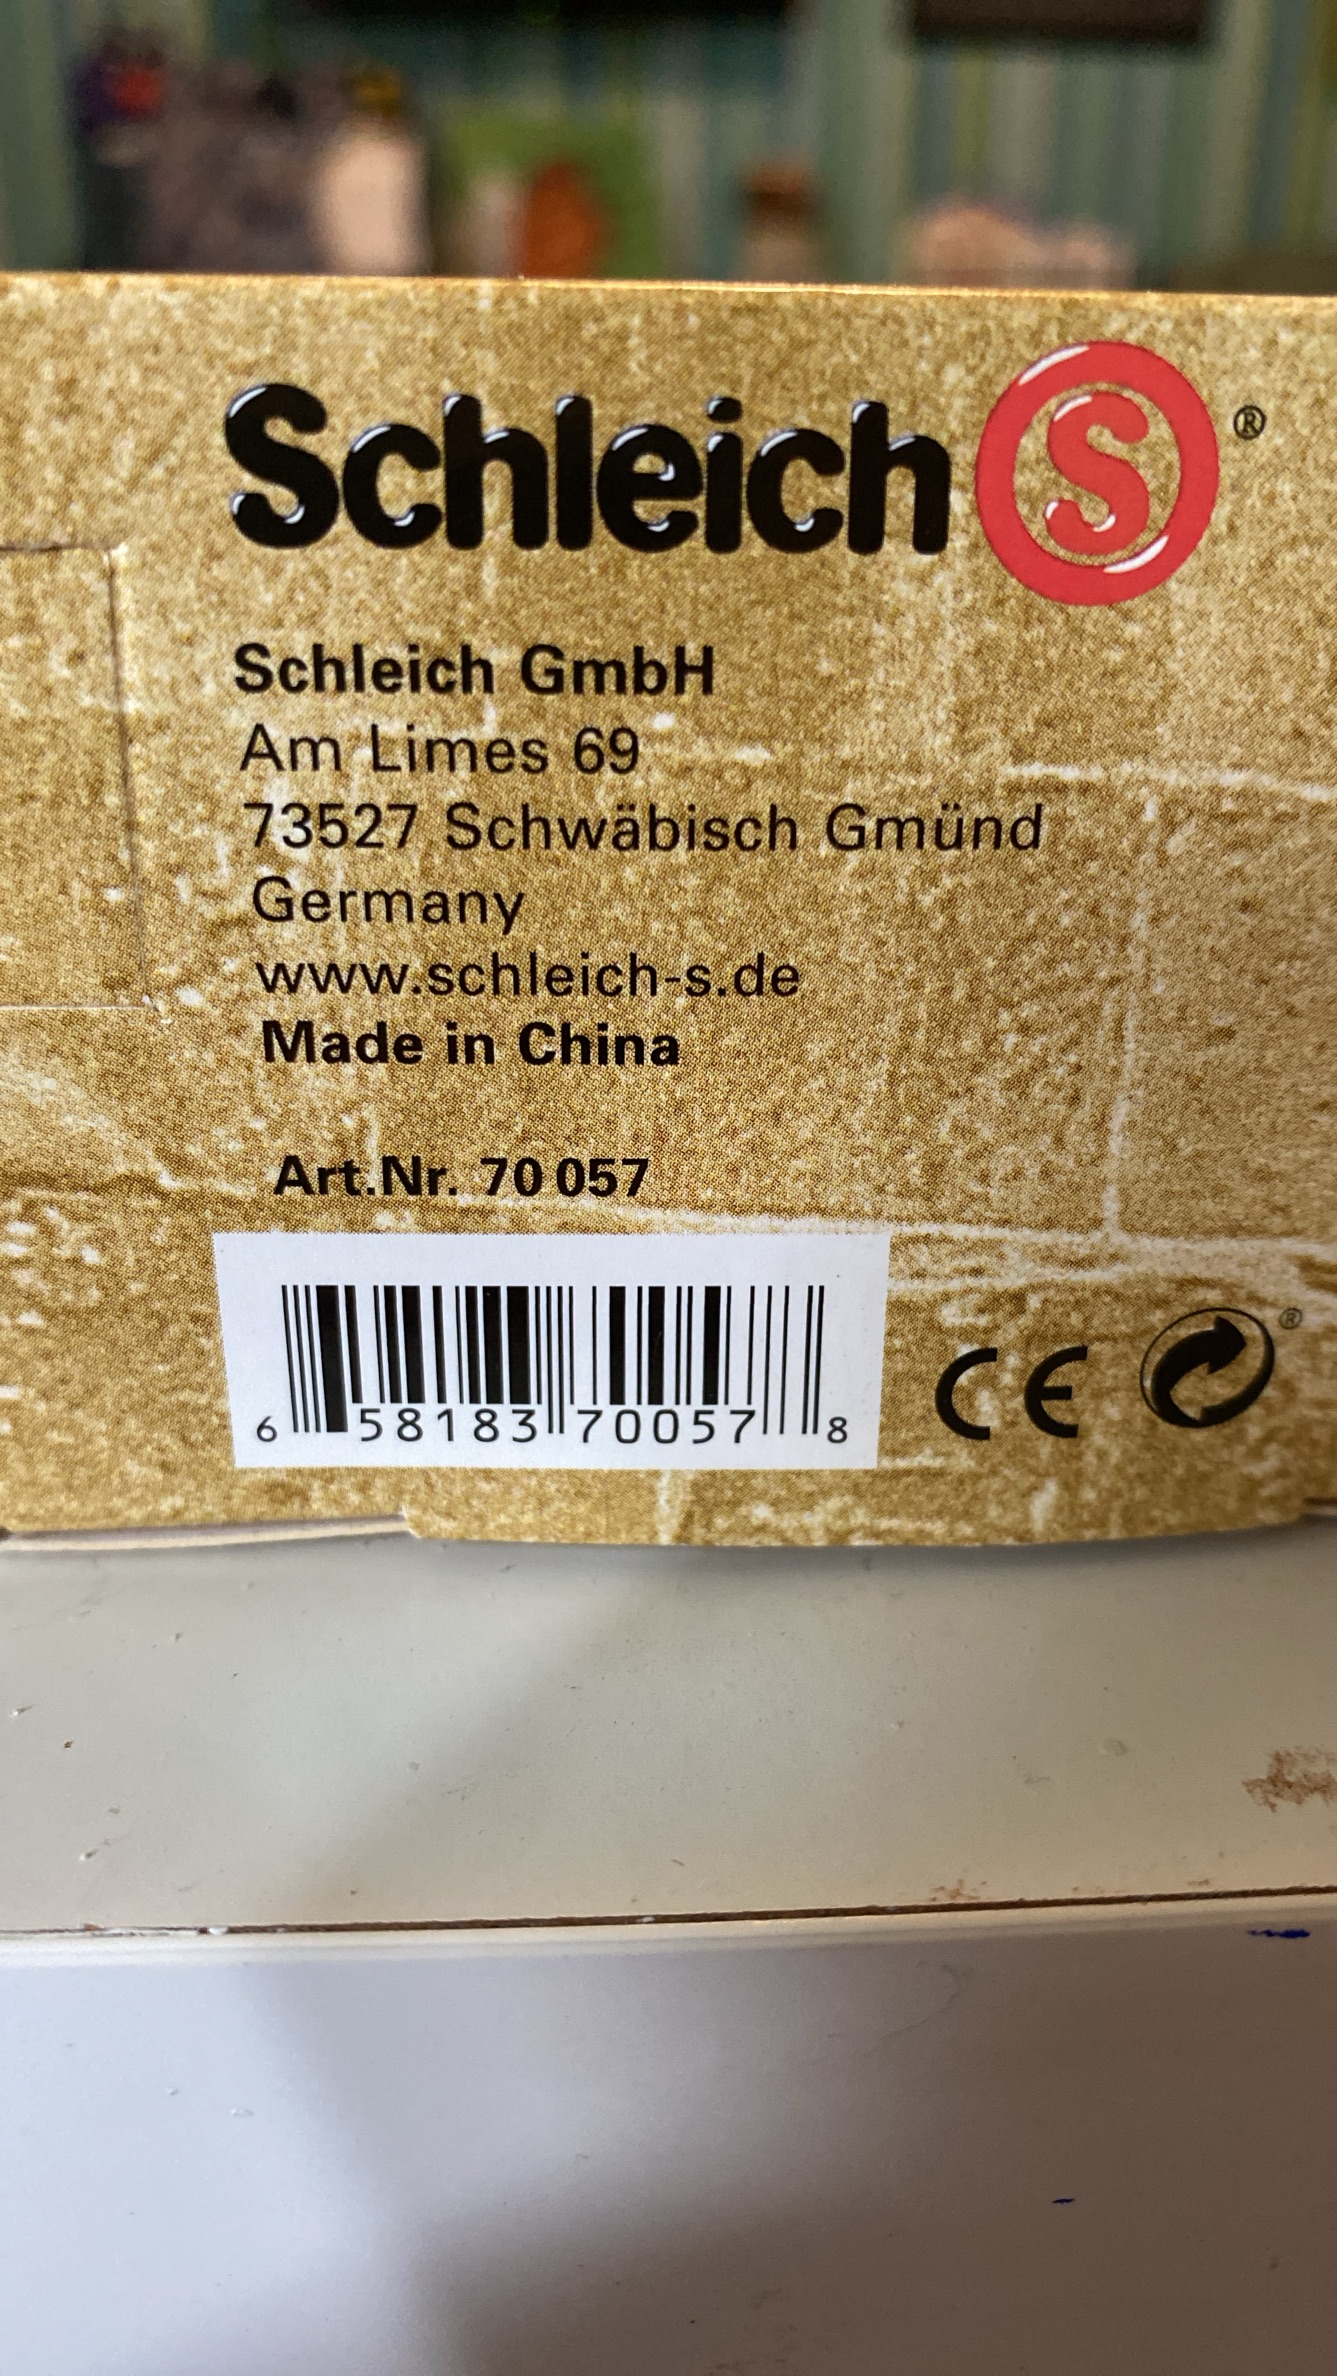 Schleich S ®
Schleich GmbH
Am Limes 69
73527 Schwäbisch Gmünd
Germany
www.schleich-s.de
Made in China
Art.Nr. 70 057
6 58183 70057 8
CE ®